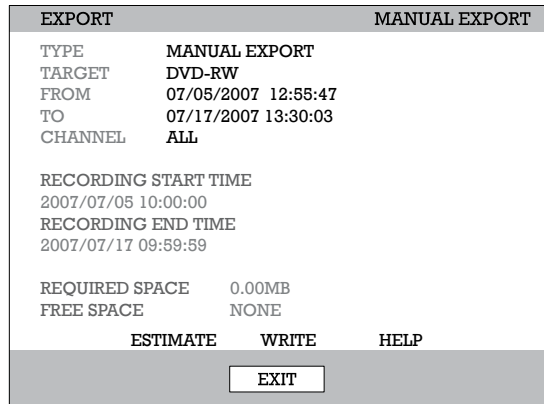 EXPORT MANUAL EXPORT
TYPE MANUAL EXPORT
TARGET DVD-RW
FROM 07/05/2007 12:55:47
TO 07/17/2007 13:30:03
CHANNEL ALL
RECORDING START TIME
2007/07/05 10:00:00
RECORDING END TIME
2007/07/17 09:59:59
REQUIRED SPACE 0.00MB
FREE SPACE NONE
ESTIMATE WRITE HELP
EXIT